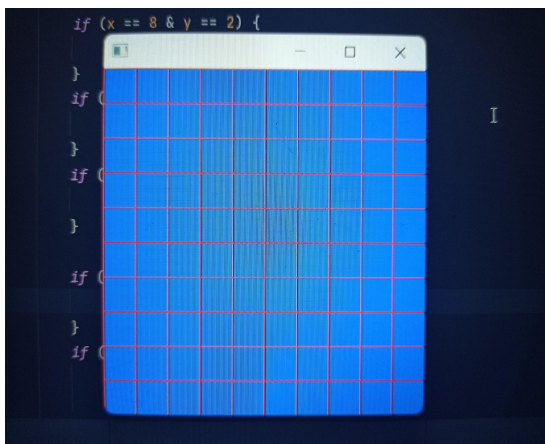 if (x == 8 & y == 2) {
}
if (
}
if (
}
if (
}
if (